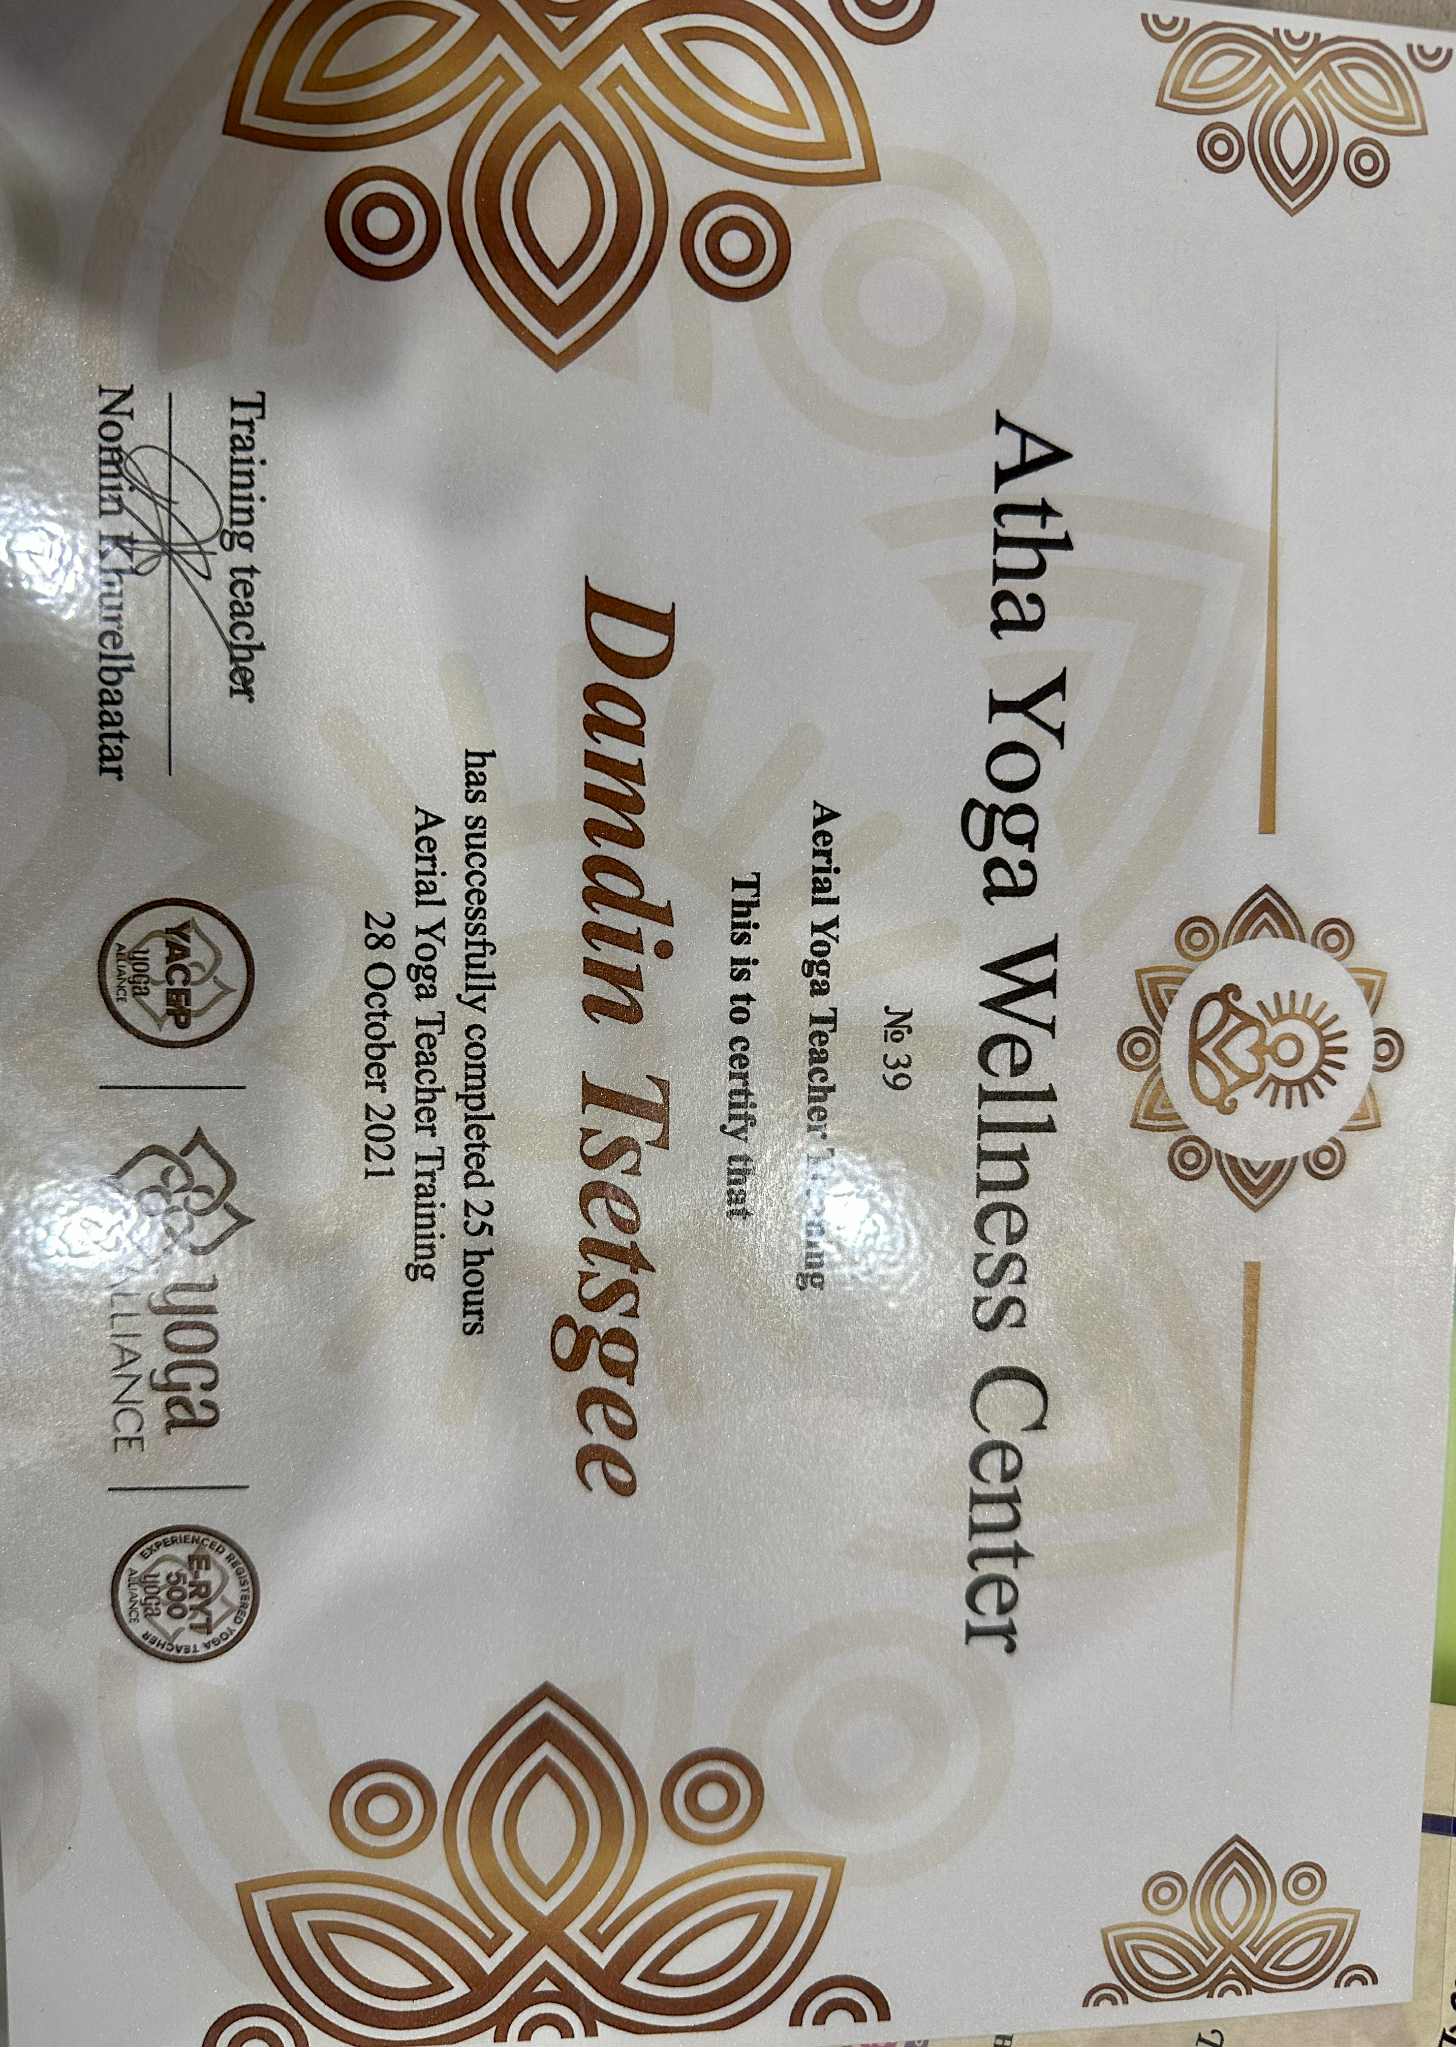 Atha Yoga Wellness Center
№ 39
Aerial Yoga Teacher Training
This is to certify that
Damdin Tsetsgee
has successfully completed 25 hours
Aerial Yoga Teacher Training
28 October 2021
Training teacher
Nomin Khurelbaatar
YACEP
yoga
ALLIANCE
yoga
ALLIANCE
EXPERIENCED REGISTERED YOGA TEACHER
E-RYT
500
yoga
ALLIANCE